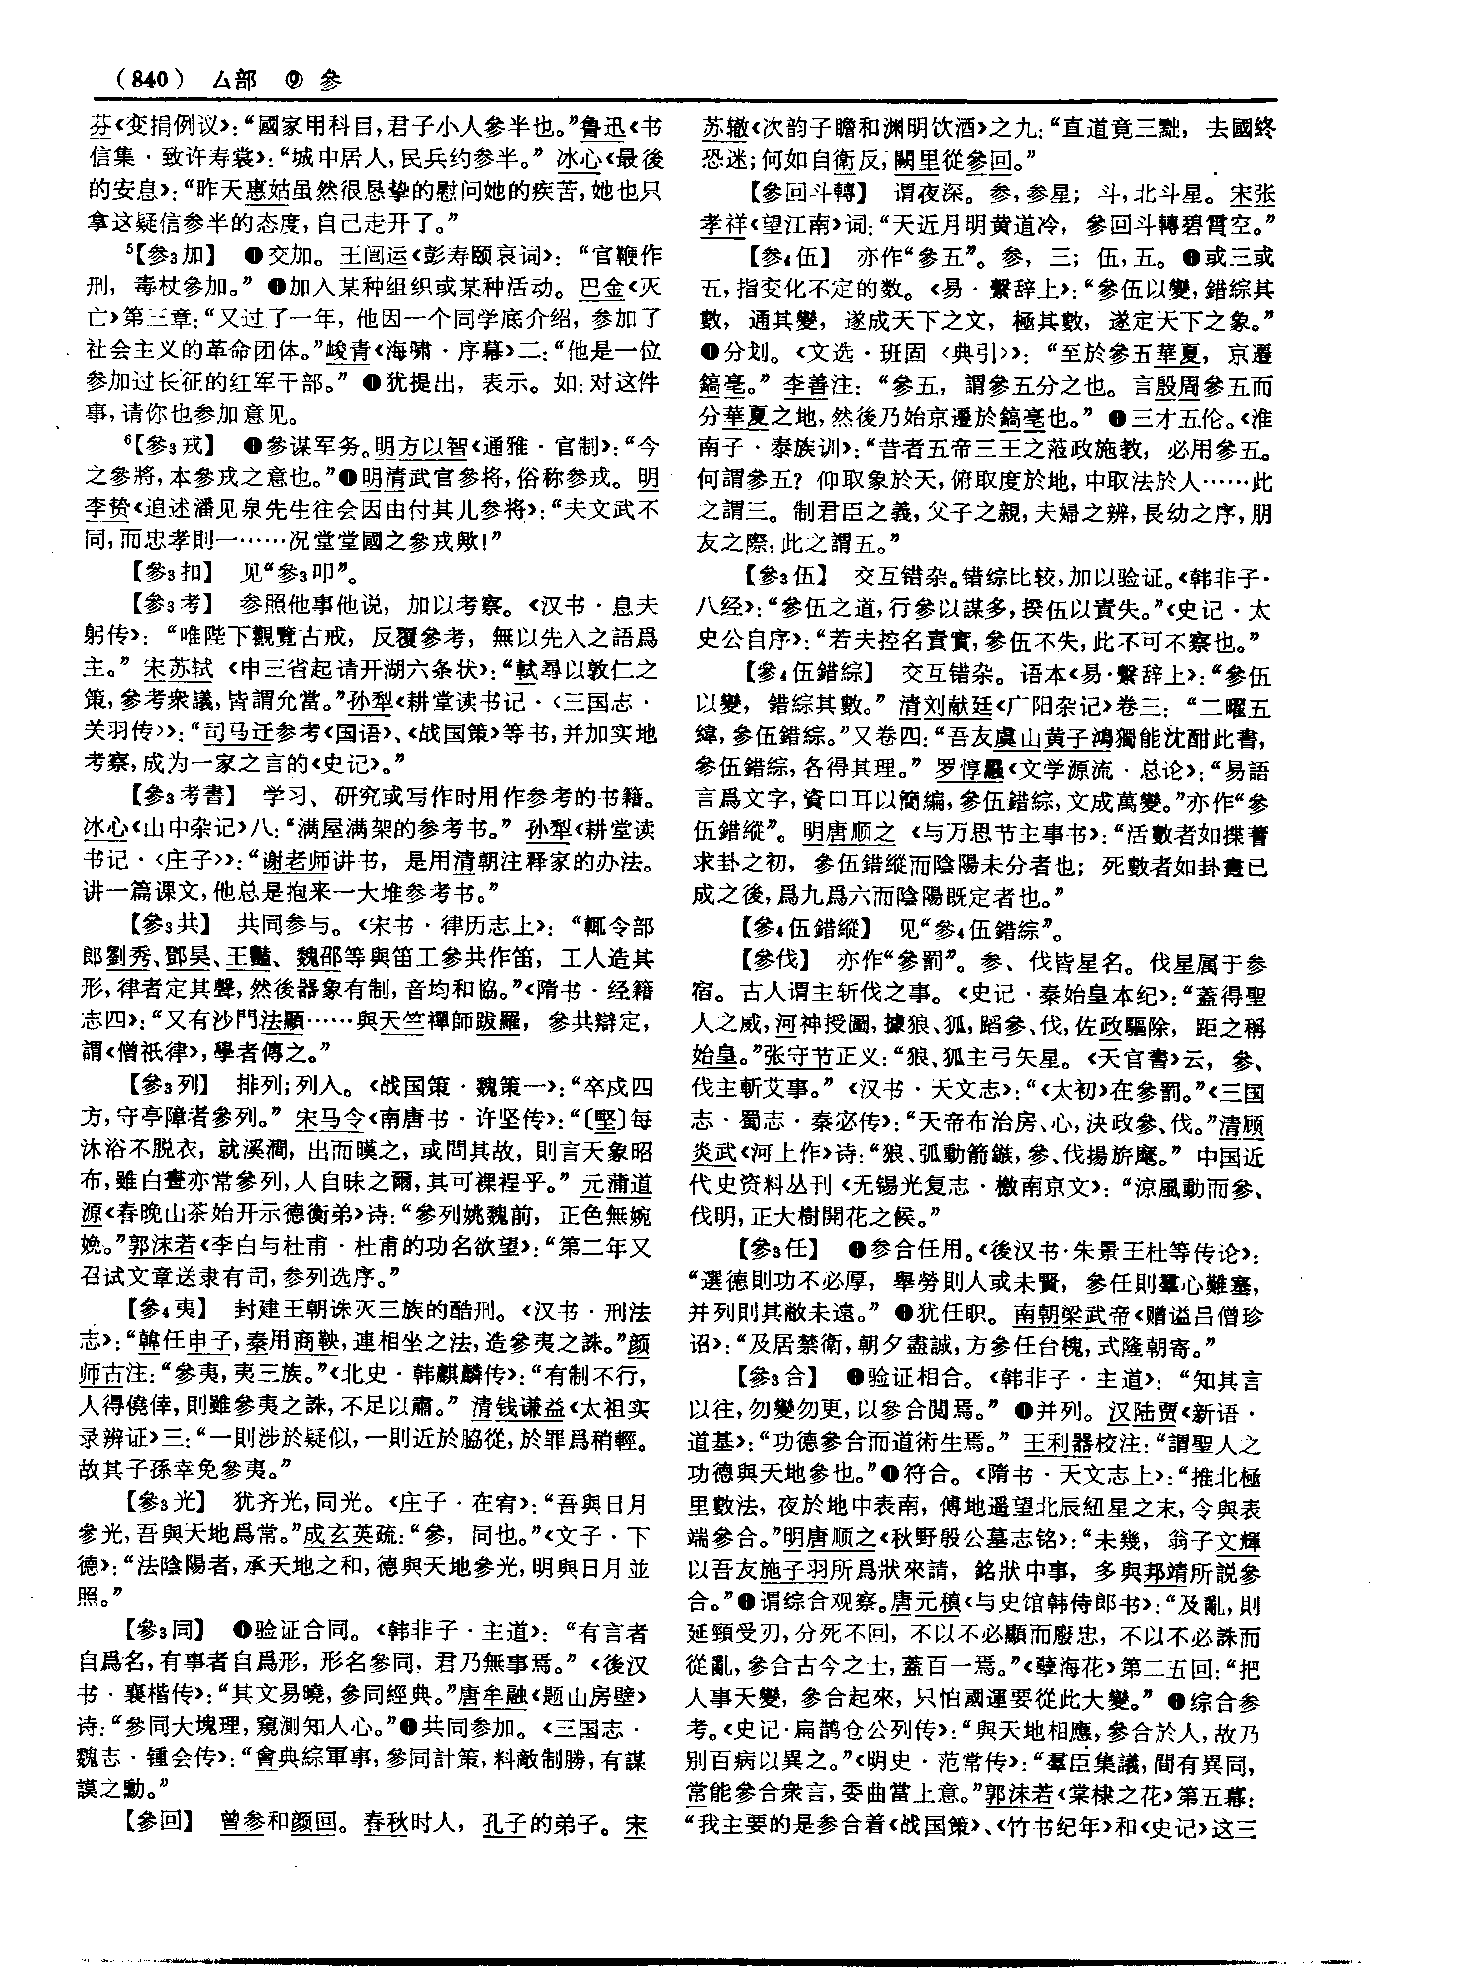 （840） 厶部 ⑨ 參
芬《变捐例议》：“國家用科目，君子小人參半也。”鲁迅《书
信集·致许寿裳》：“城中居人，民兵约参半。” 冰心《最後
的安息》：“昨天惠姑虽然很恳挚的慰问她的疾苦，她也只
拿这疑信参半的态度，自己走开了。”
⁵【參₃加】 ❶交加。王闿运《彭寿颐哀词》：“官鞭作
刑，毒杖參加。” ❷加入某种组织或某种活动。巴金《灭
亡》第三章：“又过了一年，他因一个同学底介绍，参加了
社会主义的革命团体。”峻青《海啸·序幕》二：“他是一位
参加过长征的红军干部。” ❸犹提出，表示。如：对这件
事，请你也参加意见。
⁶【參₃戎】 ❶參谋军务。明方以智《通雅·官制》：“今
之參將，本參戎之意也。”❷明清武官参将，俗称参戎。明
李贽《追述潘见泉先生往会因由付其儿参将》：“夫文武不
同，而忠孝則一……况堂堂國之參戎歟！”
【參₃扣】 见“參₃叩”。
【參₃考】 参照他事他说，加以考察。《汉书·息夫
躬传》：“唯陛下觀覽古戒，反覆參考，無以先入之語爲
主。” 宋苏轼《申三省起请开湖六条状》：“軾尋以敦仁之
策，參考衆議，皆謂允當。”孙犁《耕堂读书记·〈三国志·
关羽传〉》：“司马迁参考《国语》、《战国策》等书，并加实地
考察，成为一家之言的《史记》。”
【參₃考書】 学习、研究或写作时用作参考的书籍。
冰心《山中杂记》八：“满屋满架的参考书。” 孙犁《耕堂读
书记·〈庄子〉》：“谢老师讲书，是用清朝注释家的办法。
讲一篇课文，他总是抱来一大堆参考书。”
【參₃共】 共同参与。《宋书·律历志上》：“輒令部
郎劉秀、鄧昊、王豔、魏邵等與笛工參共作笛，工人造其
形，律者定其聲，然後器象有制，音均和協。”《隋书·经籍
志四》：“又有沙門法顯……與天竺禪師跋羅，參共辯定，
謂《僧祇律》，學者傳之。”
【參₃列】 排列；列入。《战国策·魏策一》：“卒戍四
方，守亭障者參列。” 宋马令《南唐书·许坚传》：“〔堅〕每
沐浴不脱衣，就溪澗，出而暵之，或問其故，則言天象昭
布，雖白晝亦常參列，人自昧之爾，其可裸裎乎。” 元蒲道
源《春晚山茶始开示德衡弟》诗：“參列姚魏前，正色無婉
娩。”郭沫若《李白与杜甫·杜甫的功名欲望》：“第二年又
召试文章送隶有司，参列选序。”
【參₄夷】 封建王朝诛灭三族的酷刑。《汉书·刑法
志》：“韓任申子，秦用商鞅，連相坐之法，造參夷之誅。”颜
师古注：“參夷，夷三族。”《北史·韩麒麟传》：“有制不行，
人得僥倖，則雖參夷之誅，不足以肅。” 清钱谦益《太祖实
录辨证》三：“一則涉於疑似，一則近於脇從，於罪爲稍輕。
故其子孫幸免參夷。”
【參₃光】 犹齐光，同光。《庄子·在宥》：“吾與日月
參光，吾與天地爲常。”成玄英疏：“參，同也。”《文子·下
德》：“法陰陽者，承天地之和，德與天地參光，明與日月並
照。”
【參₃同】 ❶验证合同。《韩非子·主道》：“有言者
自爲名，有事者自爲形，形名參同，君乃無事焉。” 《後汉
书·襄楷传》：“其文易曉，參同經典。”唐牟融《题山房壁》
诗：“參同大塊理，窺測知人心。”❷共同参加。《三国志·
魏志·锺会传》：“會典綜軍事，參同計策，料敵制勝，有謀
謨之勳。”
【參回】 曾参和颜回。春秋时人，孔子的弟子。宋
苏辙《次韵子瞻和渊明饮酒》之九：“直道竟三黜，去國終
恐迷；何如自衛反，闕里從參回。”
【參回斗轉】 谓夜深。参，参星；斗，北斗星。宋张
孝祥《望江南》词：“天近月明黄道冷，參回斗轉碧霄空。”
【參₄伍】 亦作“參五”。参，三；伍，五。❶或三或
五，指变化不定的数。《易·繫辞上》：“參伍以變，錯綜其
數，通其變，遂成天下之文，極其數，遂定天下之象。”
❷分划。《文选·班固〈典引〉》：“至於參五華夏，京遷
鎬亳。” 李善注：“參五，謂參五分之也。言殷周參五而
分華夏之地，然後乃始京遷於鎬亳也。” ❸三才五伦。《淮
南子·泰族训》：“昔者五帝三王之蒞政施教，必用參五。
何謂參五？仰取象於天，俯取度於地，中取法於人……此
之謂三。制君臣之義，父子之親，夫婦之辨，長幼之序，朋
友之際，此之謂五。”
【參₃伍】 交互错杂。错综比较，加以验证。《韩非子·
八经》：“參伍之道，行參以謀多，揆伍以責失。”《史记·太
史公自序》：“若夫控名責實，參伍不失，此不可不察也。”
【參₄伍錯綜】 交互错杂。语本《易·繫辞上》：“參伍
以變，錯綜其數。” 清刘献廷《广阳杂记》卷三：“二曜五
緯，參伍錯綜。”又卷四：“吾友虞山黄子鴻獨能沈酣此書，
參伍錯綜，各得其理。” 罗惇曧《文学源流·总论》：“易語
言爲文字，資口耳以簡编，參伍錯綜，文成萬變。”亦作“參
伍錯縱”。明唐顺之《与万思节主事书》：“活數者如揲蓍
求卦之初，參伍錯縱而陰陽未分者也；死數者如卦畫已
成之後，爲九爲六而陰陽既定者也。”
【參₄伍錯縱】 见“參₄伍錯綜”。
【參伐】 亦作“參罰”。参、伐皆星名。伐星属于参
宿。古人谓主斩伐之事。《史记·秦始皇本纪》：“蓋得聖
人之威，河神授圖，據狼、狐，蹈參、伐，佐政驅除，距之稱
始皇。”张守节正义：“狼、狐主弓矢星。《天官書》云，參、
伐主斬艾事。” 《汉书·天文志》：“《太初》在參罰。”《三国
志·蜀志·秦宓传》：“天帝布治房、心，決政參、伐。”清顾
炎武《河上作》诗：“狼、弧動箭鏃，參、伐揚旂麾。” 中国近
代史资料丛刊《无锡光复志·檄南京文》：“涼風動而參、
伐明，正大樹開花之候。”
【參₃任】 ❶参合任用。《後汉书·朱景王杜等传论》：
“選德則功不必厚，舉勞則人或未賢，參任則羣心難塞，
并列則其敝未遠。” ❷犹任职。南朝梁武帝《赠谥吕僧珍
诏》：“及居禁衛，朝夕盡誠，方參任台槐，式隆朝寄。”
【參₃合】 ❶验证相合。《韩非子·主道》：“知其言
以往，勿變勿更，以參合閲焉。” ❷并列。汉陆贾《新语·
道基》：“功德參合而道術生焉。” 王利器校注：“謂聖人之
功德與天地參也。”❸符合。《隋书·天文志上》：“推北極
里數法，夜於地中表南，傅地遥望北辰紐星之末，令與表
端參合。”明唐顺之《秋野殷公墓志铭》：“未幾，翁子文輝
以吾友施子羽所爲狀來請，銘狀中事，多與邦靖所説參
合。”❹谓综合观察。唐元稹《与史馆韩侍郎书》：“及亂，則
延頸受刃，分死不回，不以不必顯而廢忠，不以不必誅而
從亂，參合古今之士，蓋百一焉。”《孽海花》第二五回：“把
人事天變，參合起來，只怕國運要從此大變。” ❺综合参
考。《史记·扁鹊仓公列传》：“與天地相應，參合於人，故乃
别百病以異之。”《明史·范常传》：“羣臣集議，間有異同，
常能參合衆言，委曲當上意。”郭沫若《棠棣之花》第五幕：
“我主要的是参合着《战国策》、《竹书纪年》和《史记》这三